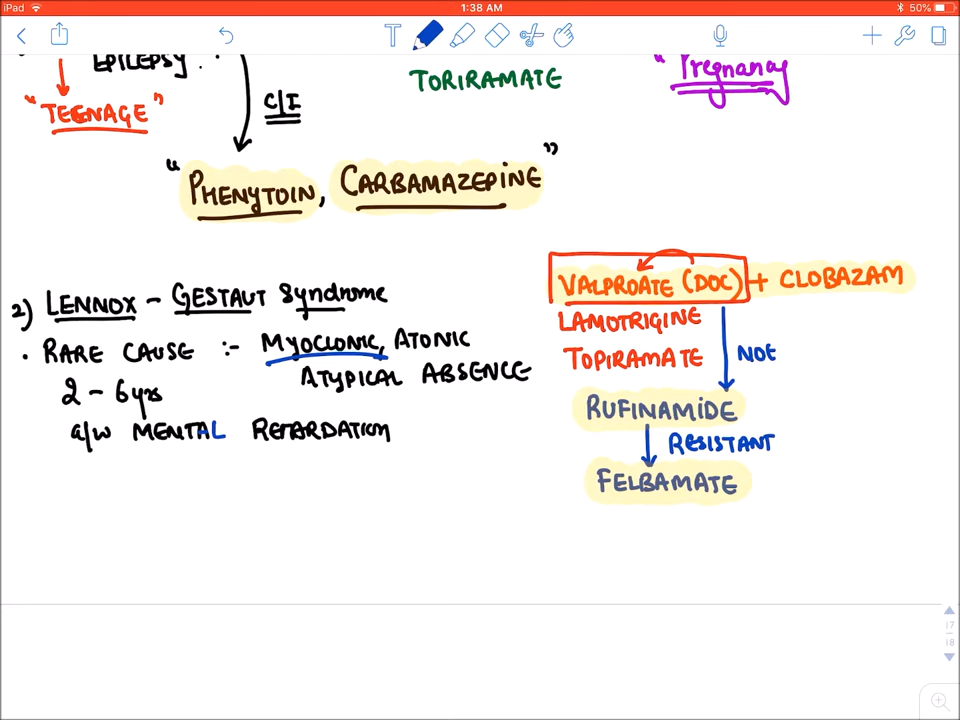 iPad 1:38 AM 50%
EPILEPSY.
TORIRAMATE
"Pregnancy
"TEENAGE"
C/I
"PHENYTOIN, CARBAMAZEPINE"
2) LENNOX - GESTAUT Syndrome
. RARE CAUSE :- MYOCLONIC, ATONIC
ATYPICAL ABSENCE
2 - 6yrs
a/w MENTAL RETARDATION
VALPROATE (DOC) + CLOBAZAM
LAMOTRIGINE
TOPIRAMATE
NOE
RUFINAMIDE
RESISTANT
FELBAMATE
17
18